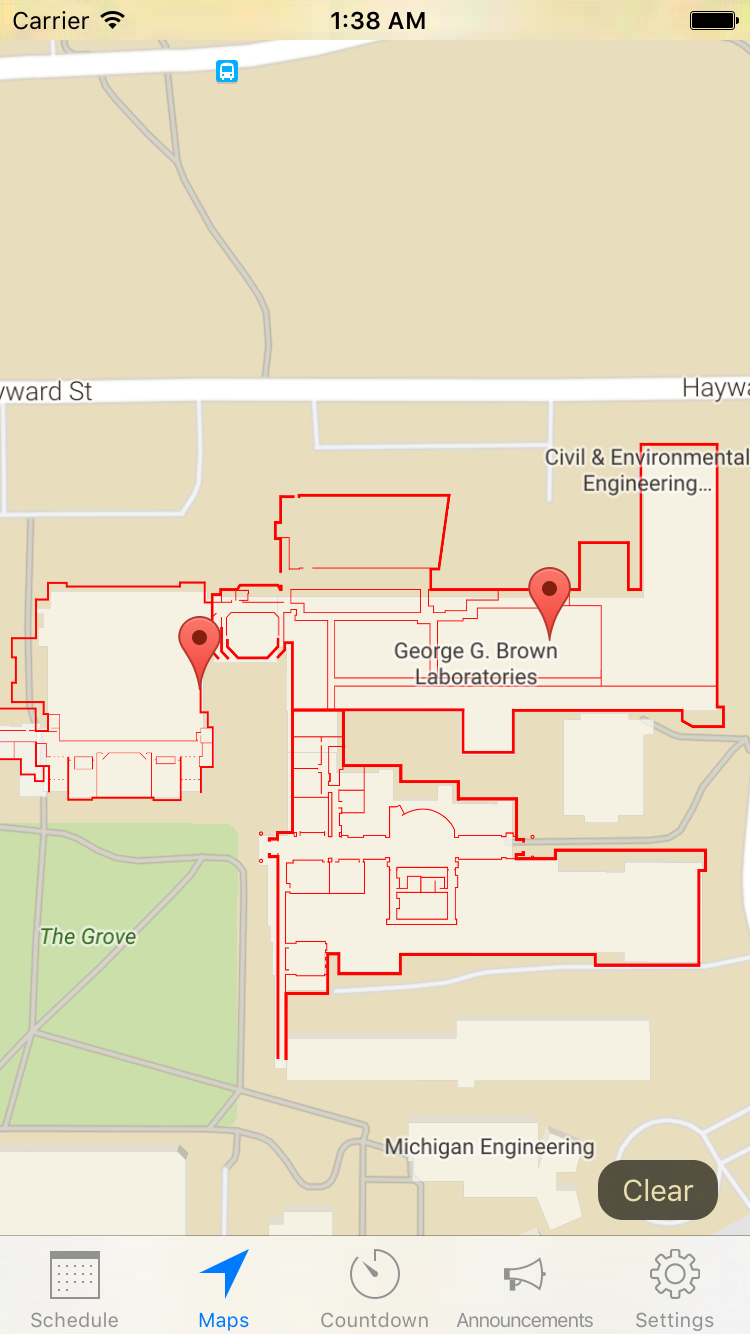 Carrier 1:38 AM
yward St
Haywa
Civil & Environmental
Engineering...
George G. Brown
Laboratories
The Grove
Michigan Engineering
Clear
Schedule Maps Countdown Announcements Settings